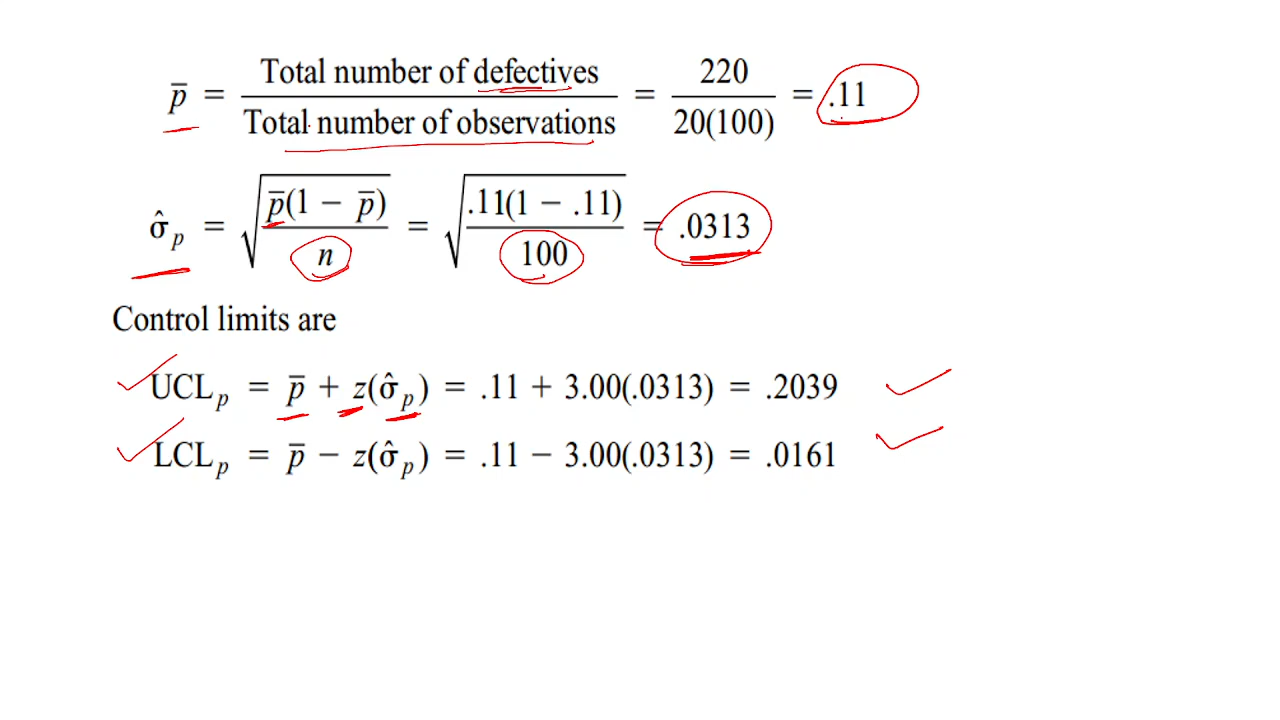 p̄ = Total number of defectives / Total number of observations = 220 / 20(100) = .11
σ̂p = √(p̄(1 − p̄) / n) = √(.11(1 − .11) / 100) = .0313
Control limits are
UCLp = p̄ + z(σ̂p) = .11 + 3.00(.0313) = .2039
LCLp = p̄ − z(σ̂p) = .11 − 3.00(.0313) = .0161